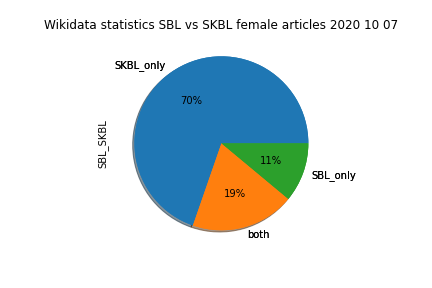 Wikidata statistics SBL vs SKBL female articles 2020 10 07
SKBL_only
70%
SBL_SKBL
11%
SBL_only
19%
both